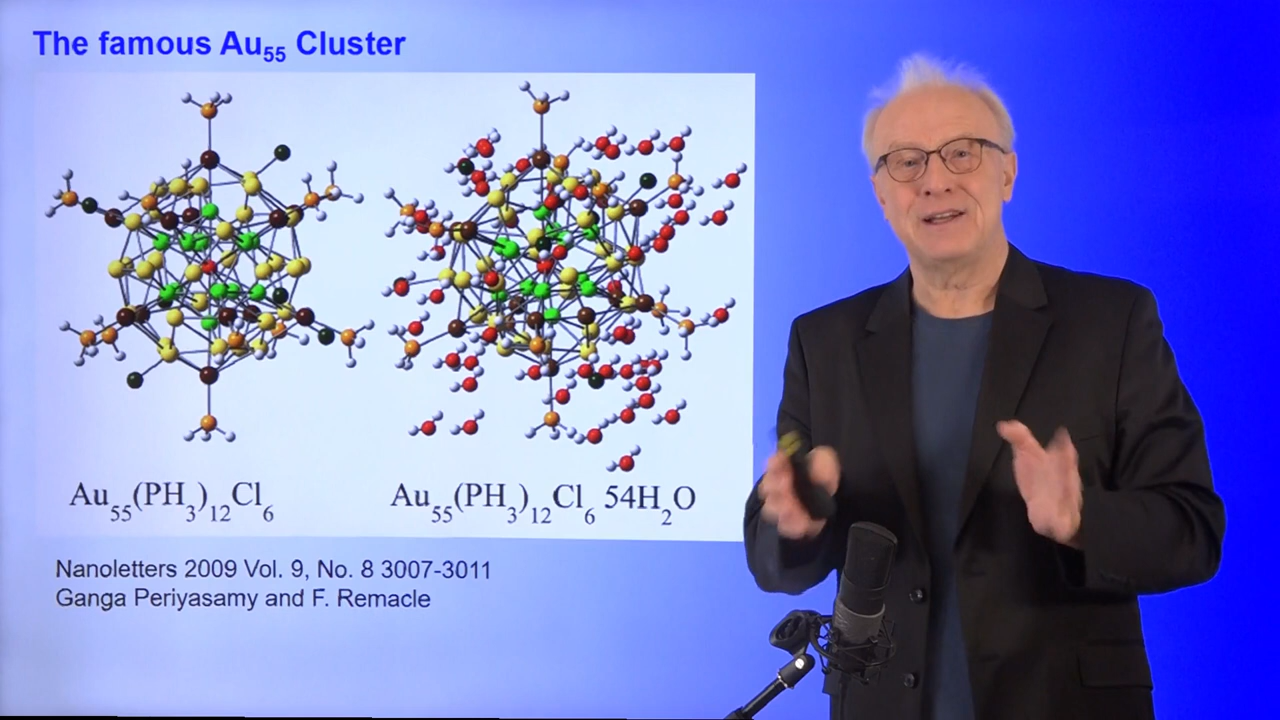 The famous Au₅₅ Cluster
Au₅₅(PH₃)₁₂Cl₆
Au₅₅(PH₃)₁₂Cl₆ 54H₂O
Nanoletters 2009 Vol. 9, No. 8 3007-3011
Ganga Periyasamy and F. Remacle